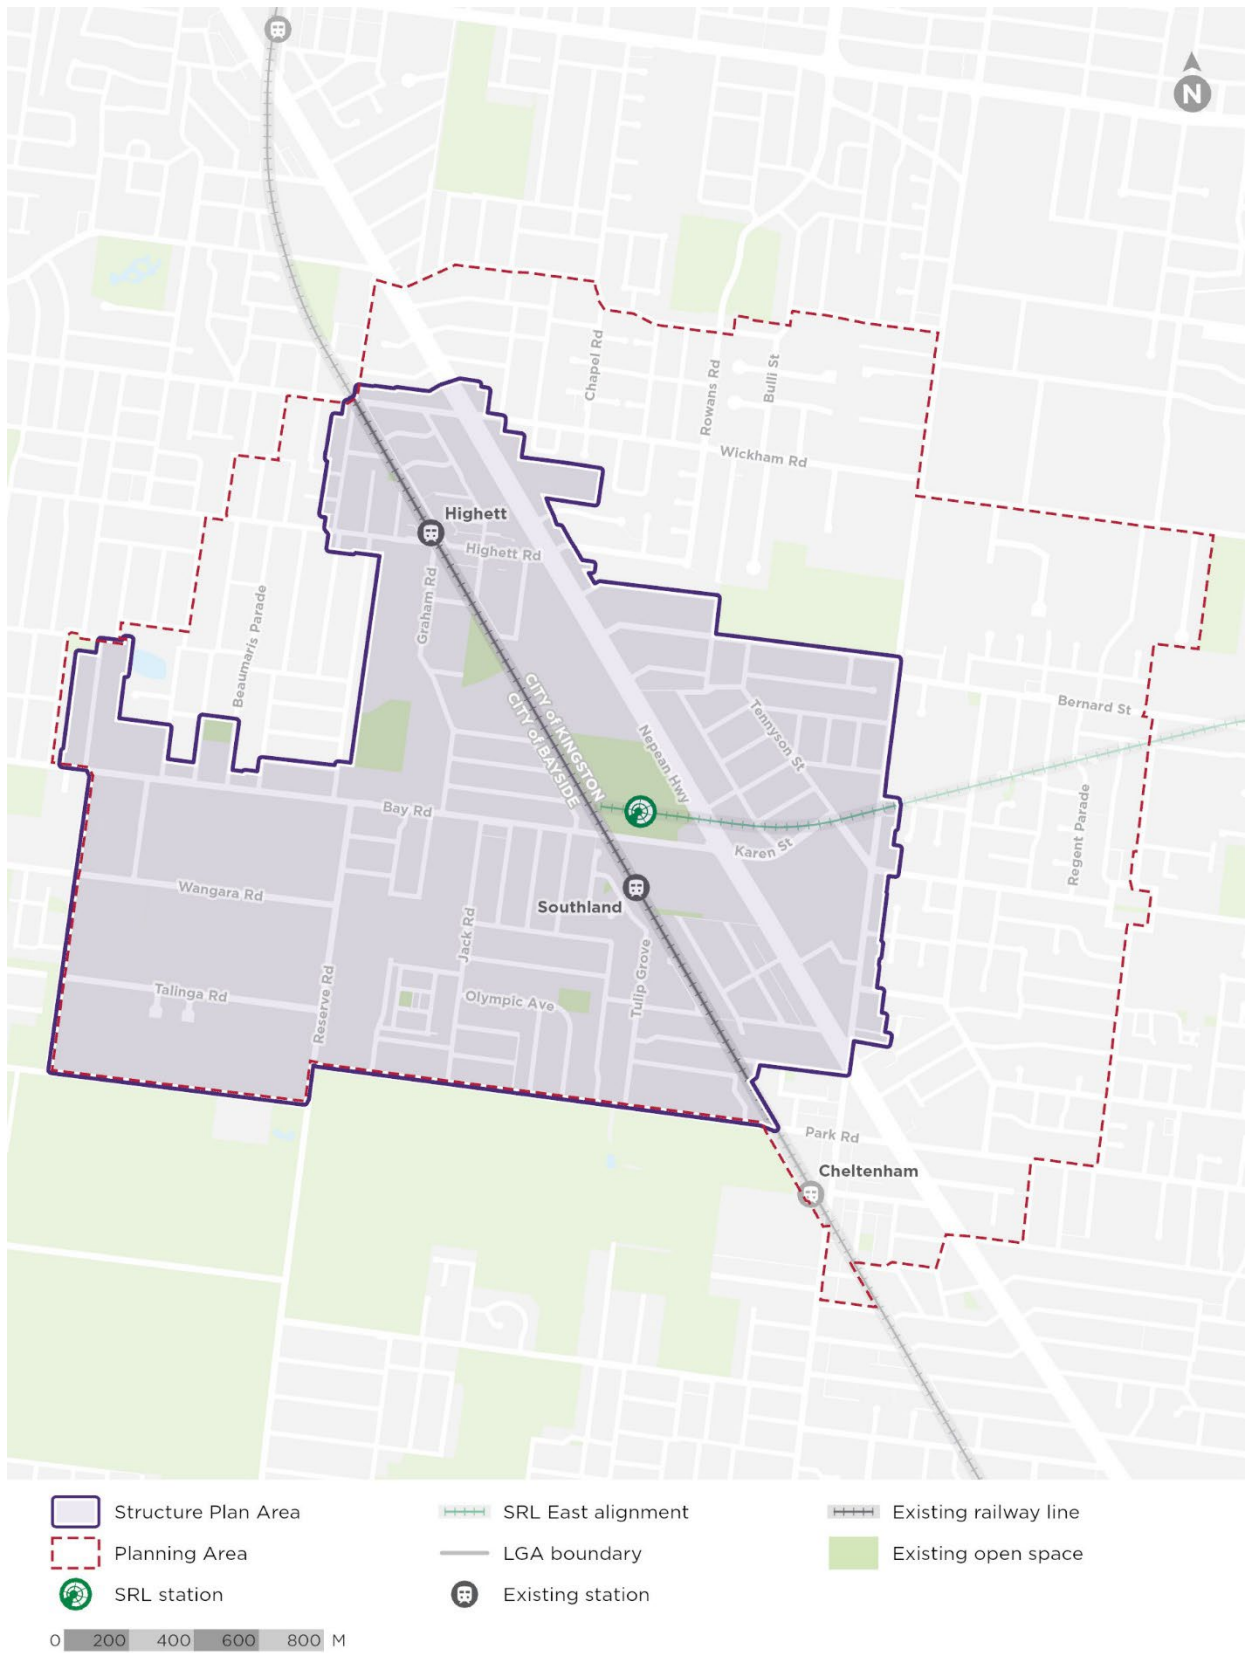 N
Chapel Rd
Rowans Rd
Bulli St
Wickham Rd
Highett
Highett Rd
Graham Rd
Beaumaris Parade
CITY of KINGSTON
CITY of BAYSIDE
Nepean Hwy
Tennyson St
Bernard St
Bay Rd
Karen St
Regent Parade
Wangara Rd
Southland
Jack Rd
Tulip Grove
Talinga Rd
Reserve Rd
Olympic Ave
Park Rd
Cheltenham
Structure Plan Area
SRL East alignment
Existing railway line
Planning Area
LGA boundary
Existing open space
SRL station
Existing station
0 200 400 600 800 M